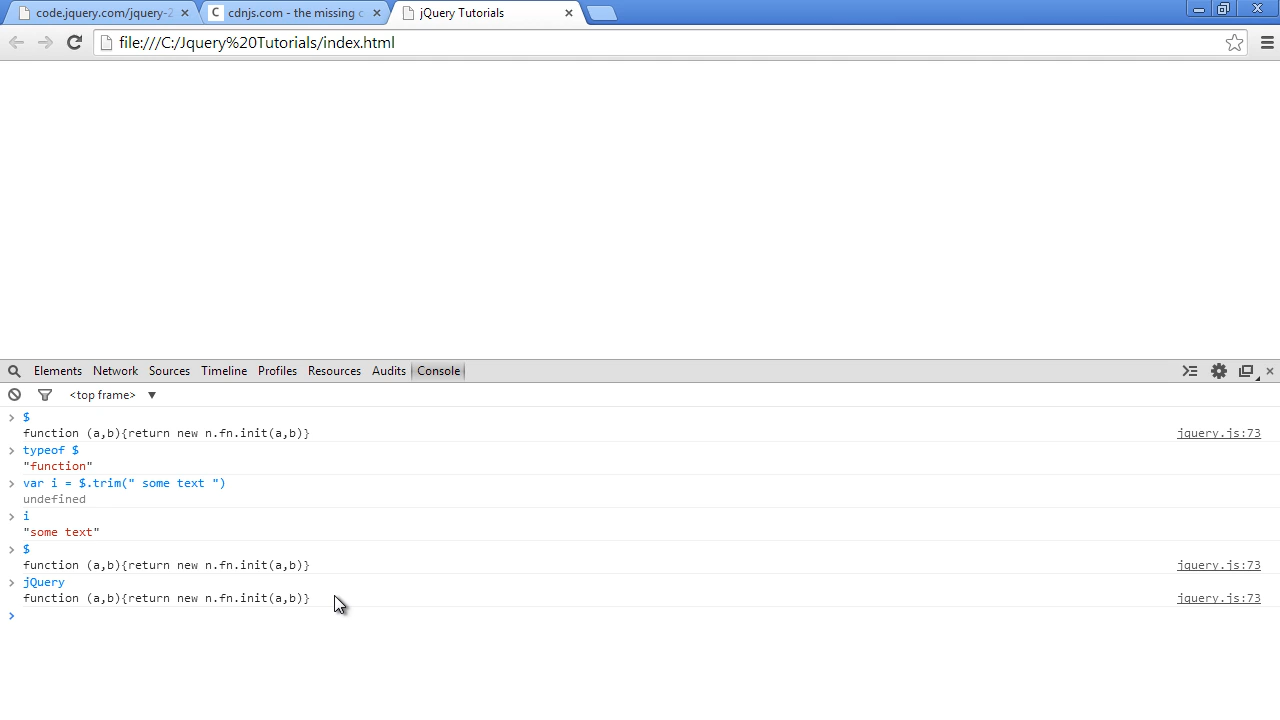 code.jquery.com/jquery-2
cdnjs.com - the missing c
jQuery Tutorials
file:///C:/Jquery%20Tutorials/index.html
Elements Network Sources Timeline Profiles Resources Audits Console
<top frame>
> $
function (a,b){return new n.fn.init(a,b)} jquery.js:73
> typeof $
"function"
> var i = $.trim(" some text ")
undefined
> i
"some text"
> $
function (a,b){return new n.fn.init(a,b)} jquery.js:73
> jQuery
function (a,b){return new n.fn.init(a,b)} jquery.js:73
>